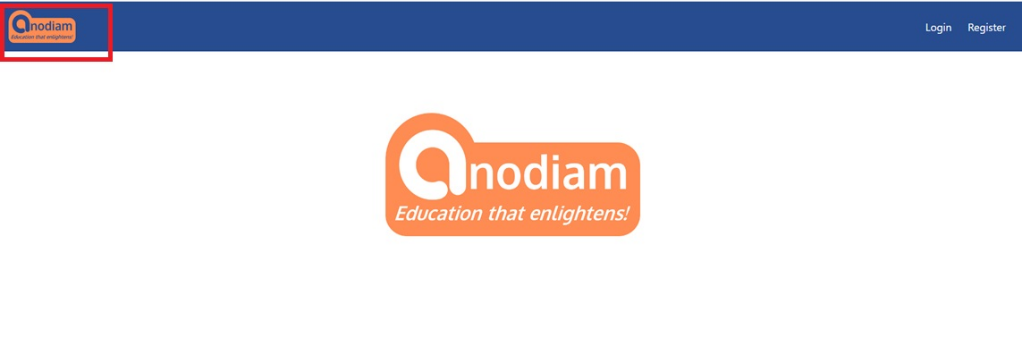 anodiam
Education that enlightens!
Login
Register
anodiam
Education that enlightens!